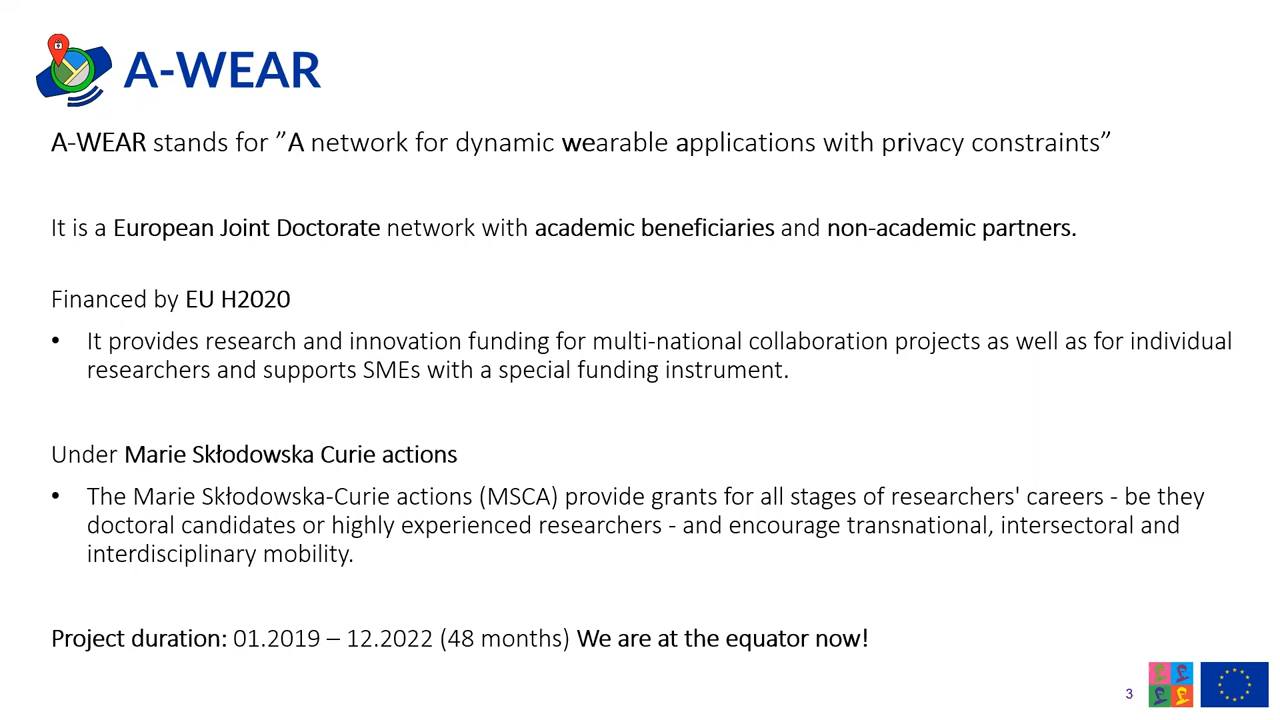 A-WEAR
A-WEAR stands for ”A network for dynamic wearable applications with privacy constraints”
It is a European Joint Doctorate network with academic beneficiaries and non-academic partners.
Financed by EU H2020
• It provides research and innovation funding for multi-national collaboration projects as well as for individual
researchers and supports SMEs with a special funding instrument.
Under Marie Skłodowska Curie actions
• The Marie Skłodowska-Curie actions (MSCA) provide grants for all stages of researchers' careers - be they
doctoral candidates or highly experienced researchers - and encourage transnational, intersectoral and
interdisciplinary mobility.
Project duration: 01.2019 – 12.2022 (48 months) We are at the equator now!
3